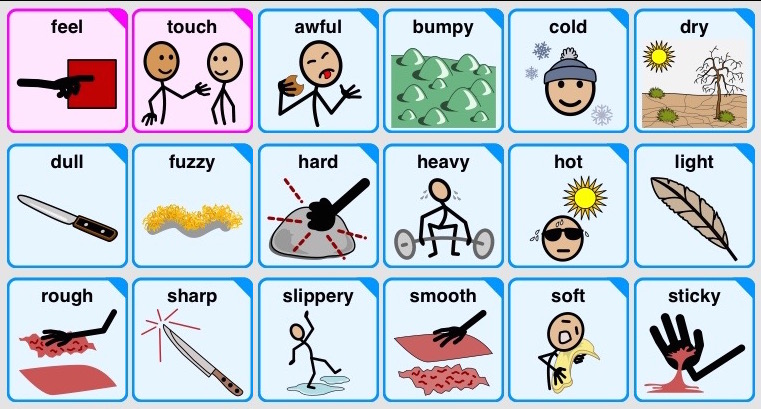 feel
touch
awful
bumpy
cold
dry
dull
fuzzy
hard
heavy
hot
light
rough
sharp
slippery
smooth
soft
sticky